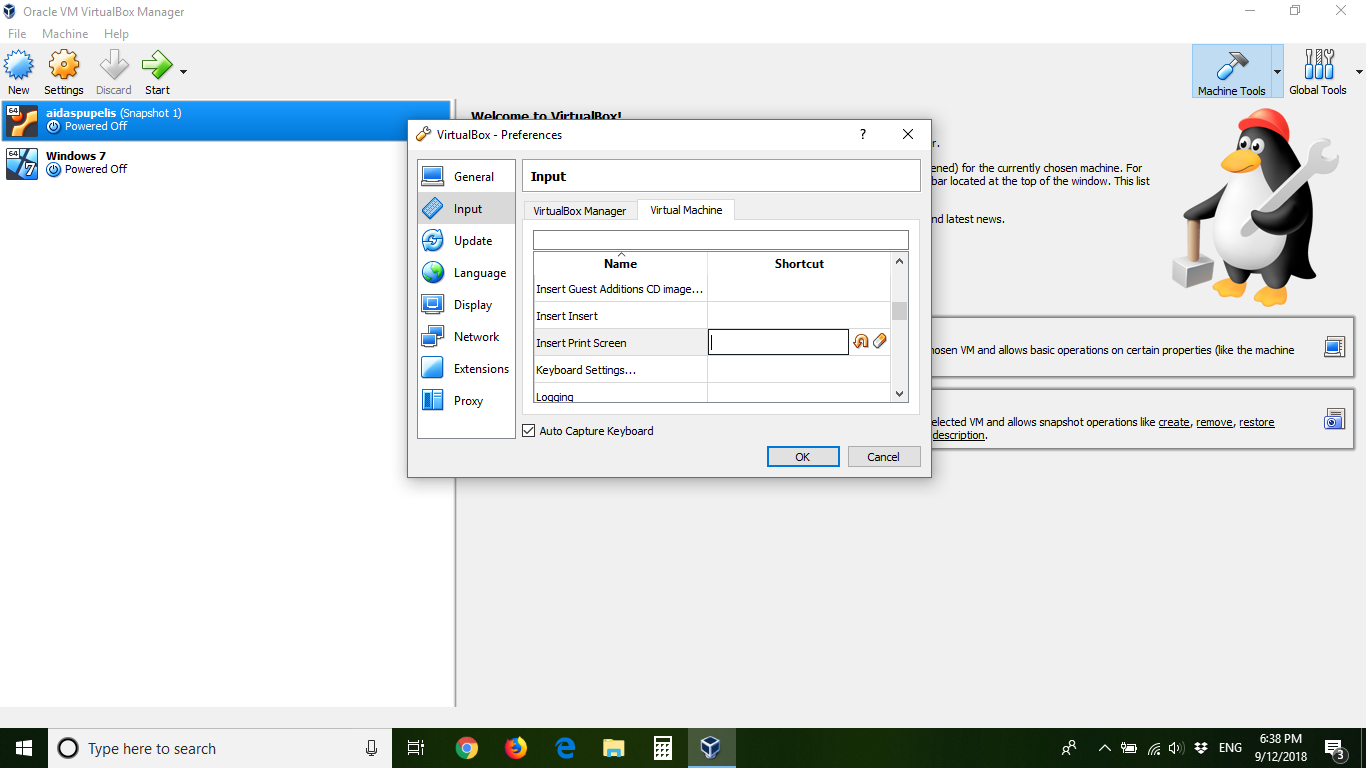 Oracle VM VirtualBox Manager
File Machine Help
New Settings Discard Start
Machine Tools Global Tools
64 aidaspupelis (Snapshot 1)
Powered Off
64 7 Windows 7
Powered Off
Welcome to VirtualBox!
r.
ened) for the currently chosen machine. For
bar located at the top of the window. This list
nd latest news.
hosen VM and allows basic operations on certain properties (like the machine
elected VM and allows snapshot operations like create, remove, restore
description.
VirtualBox - Preferences ?
General
Input
Update
Language
Display
Network
Extensions
Proxy
Input
VirtualBox Manager Virtual Machine
Name Shortcut
Insert Guest Additions CD image...
Insert Insert
Insert Print Screen
Keyboard Settings...
Logging
Auto Capture Keyboard
OK Cancel
Type here to search
ENG
6:38 PM
9/12/2018
3